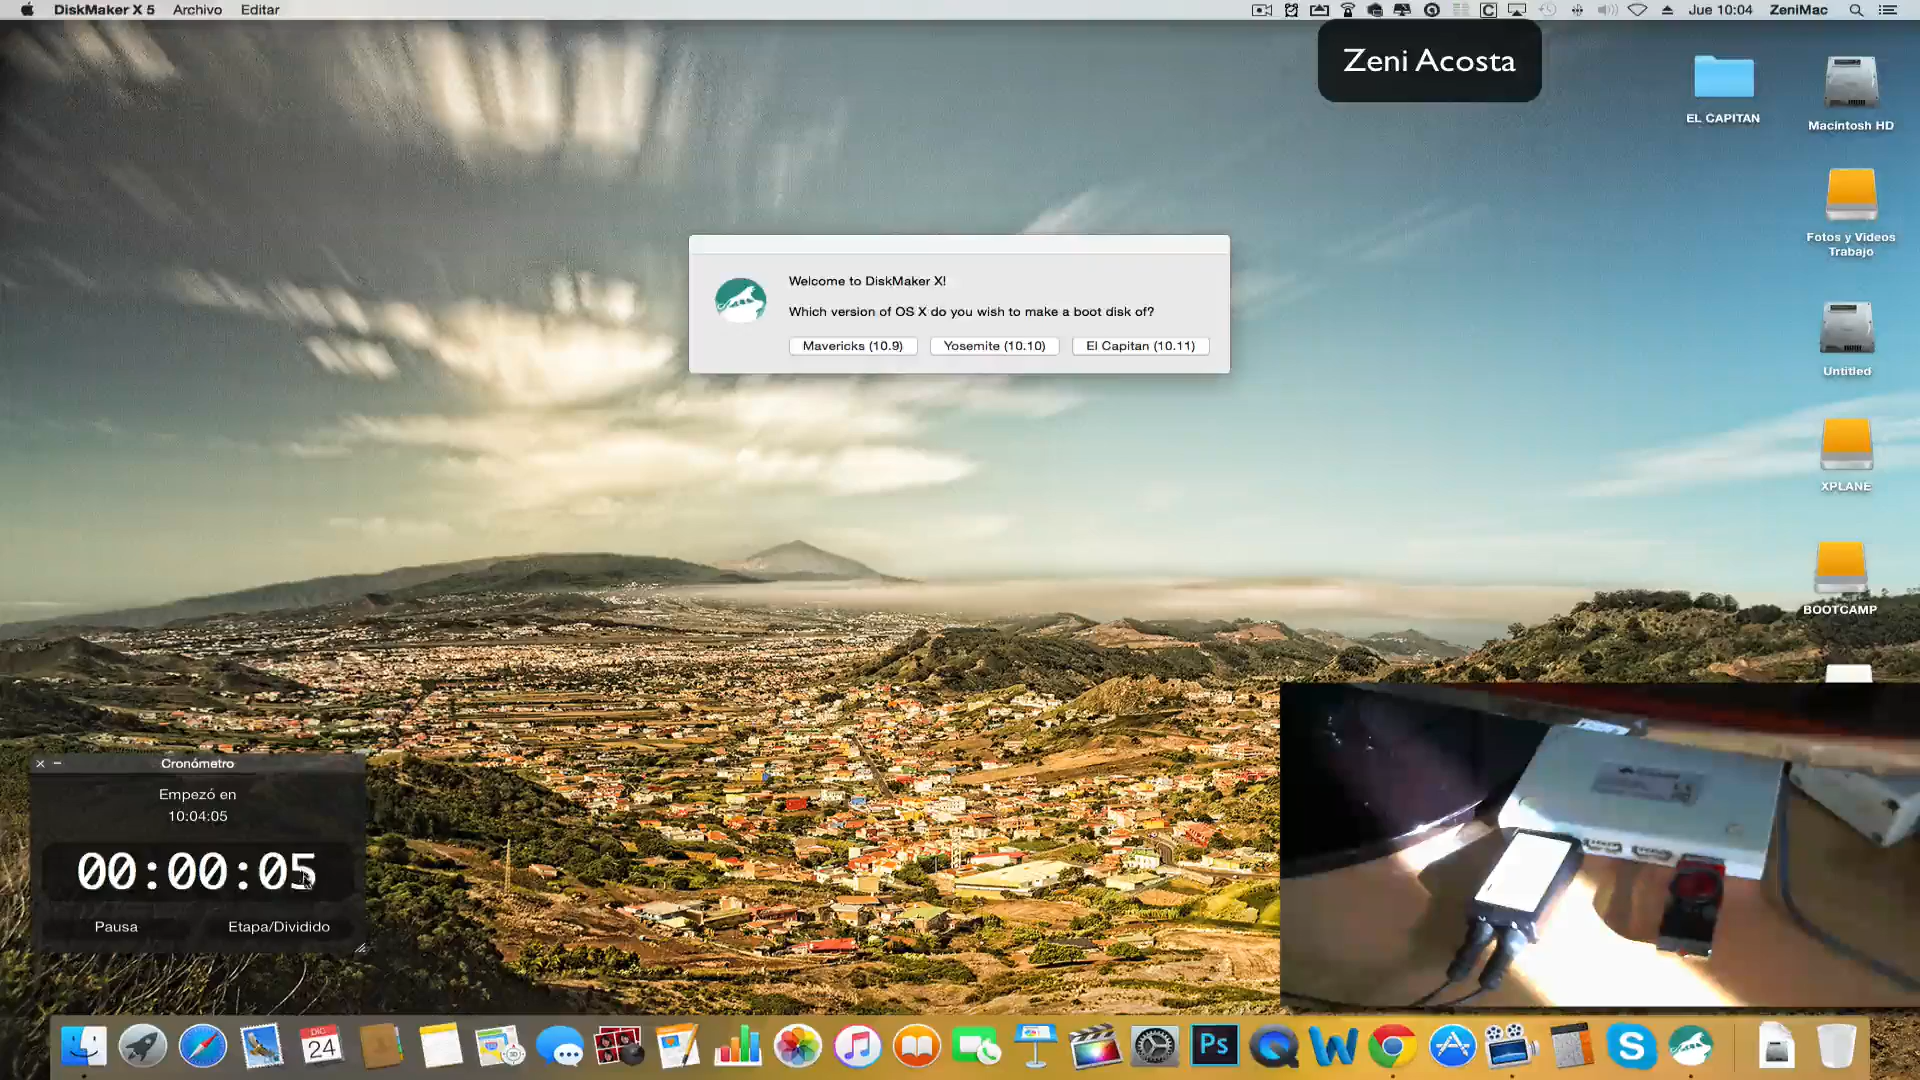 DiskMaker X 5 Archivo Editar
Jue 10:04 ZeniMac
Zeni Acosta
EL CAPITAN
Macintosh HD
Fotos y Videos
Trabajo
Untitled
XPLANE
BOOTCAMP
Welcome to DiskMaker X!
Which version of OS X do you wish to make a boot disk of?
Mavericks (10.9) Yosemite (10.10) El Capitan (10.11)
Cronómetro
Empezó en
10:04:05
00:00:05
Pausa Etapa/Dividido
DIC
24
Ps